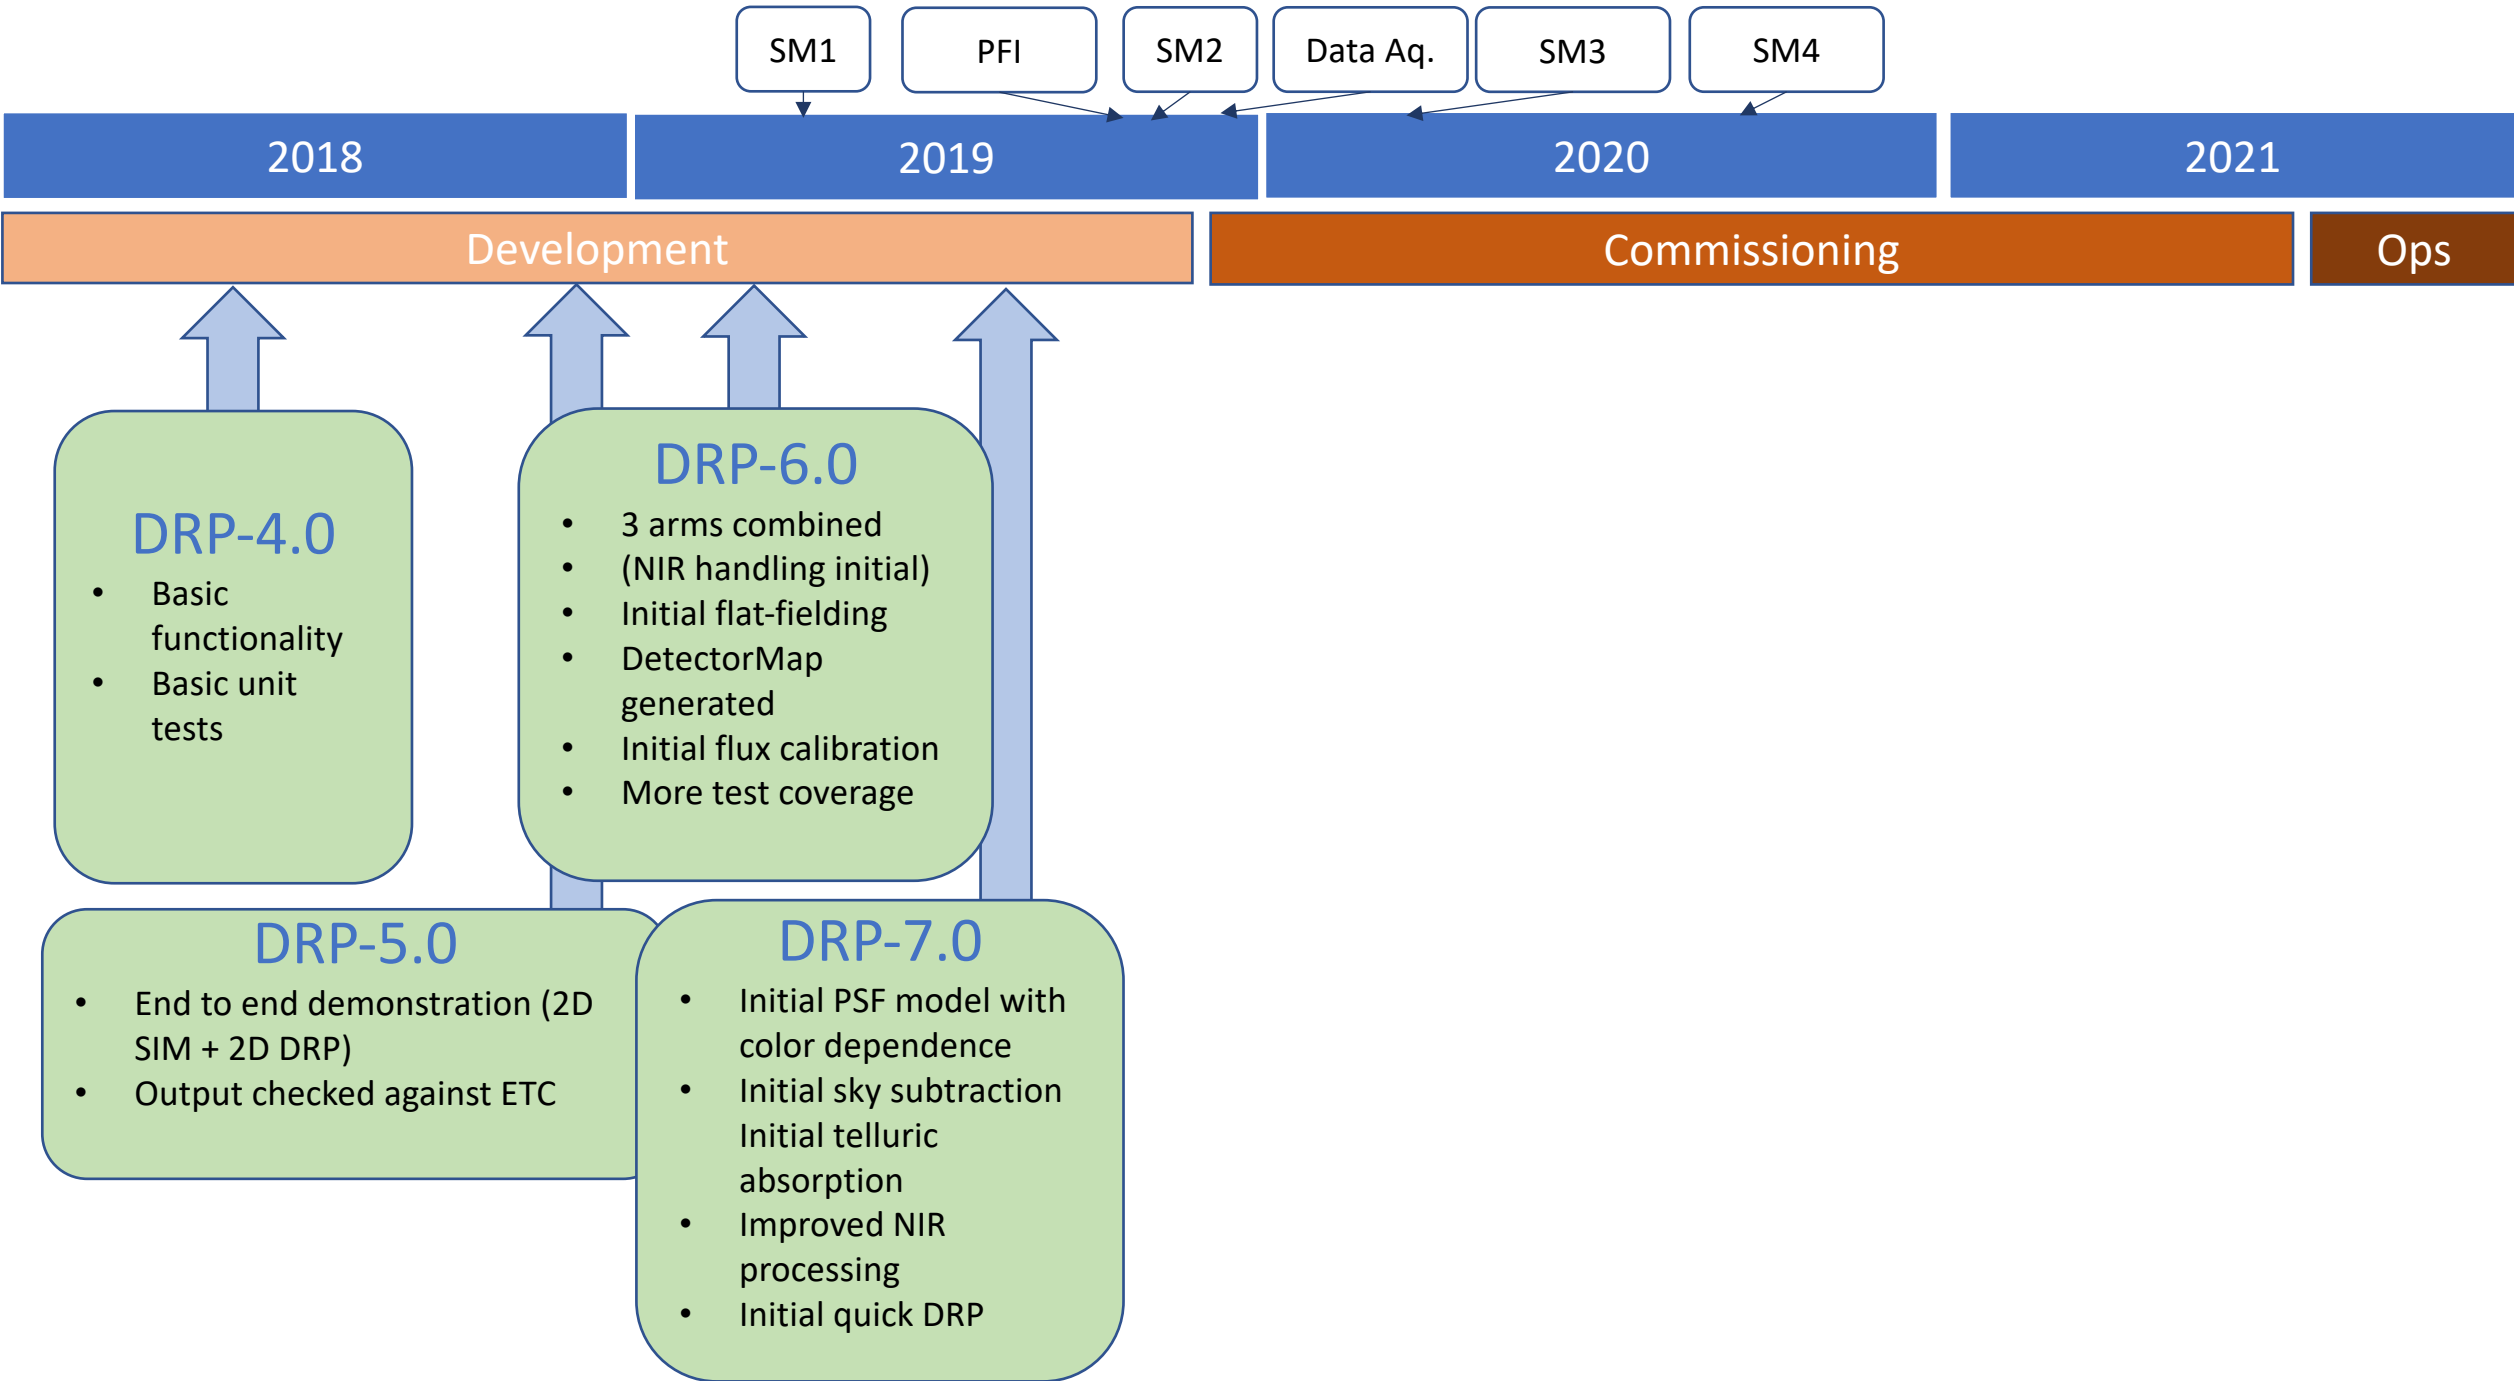 SM1
PFI
SM2
Data Aq.
SM3
SM4
2018
2019
2020
2021
Development
Commissioning
Ops
DRP-4.0
• Basic
functionality
• Basic unit
tests
DRP-6.0
• 3 arms combined
• (NIR handling initial)
• Initial flat-fielding
• DetectorMap
generated
• Initial flux calibration
• More test coverage
DRP-5.0
• End to end demonstration (2D
SIM + 2D DRP)
• Output checked against ETC
DRP-7.0
• Initial PSF model with
color dependence
• Initial sky subtraction
Initial telluric
absorption
• Improved NIR
processing
• Initial quick DRP